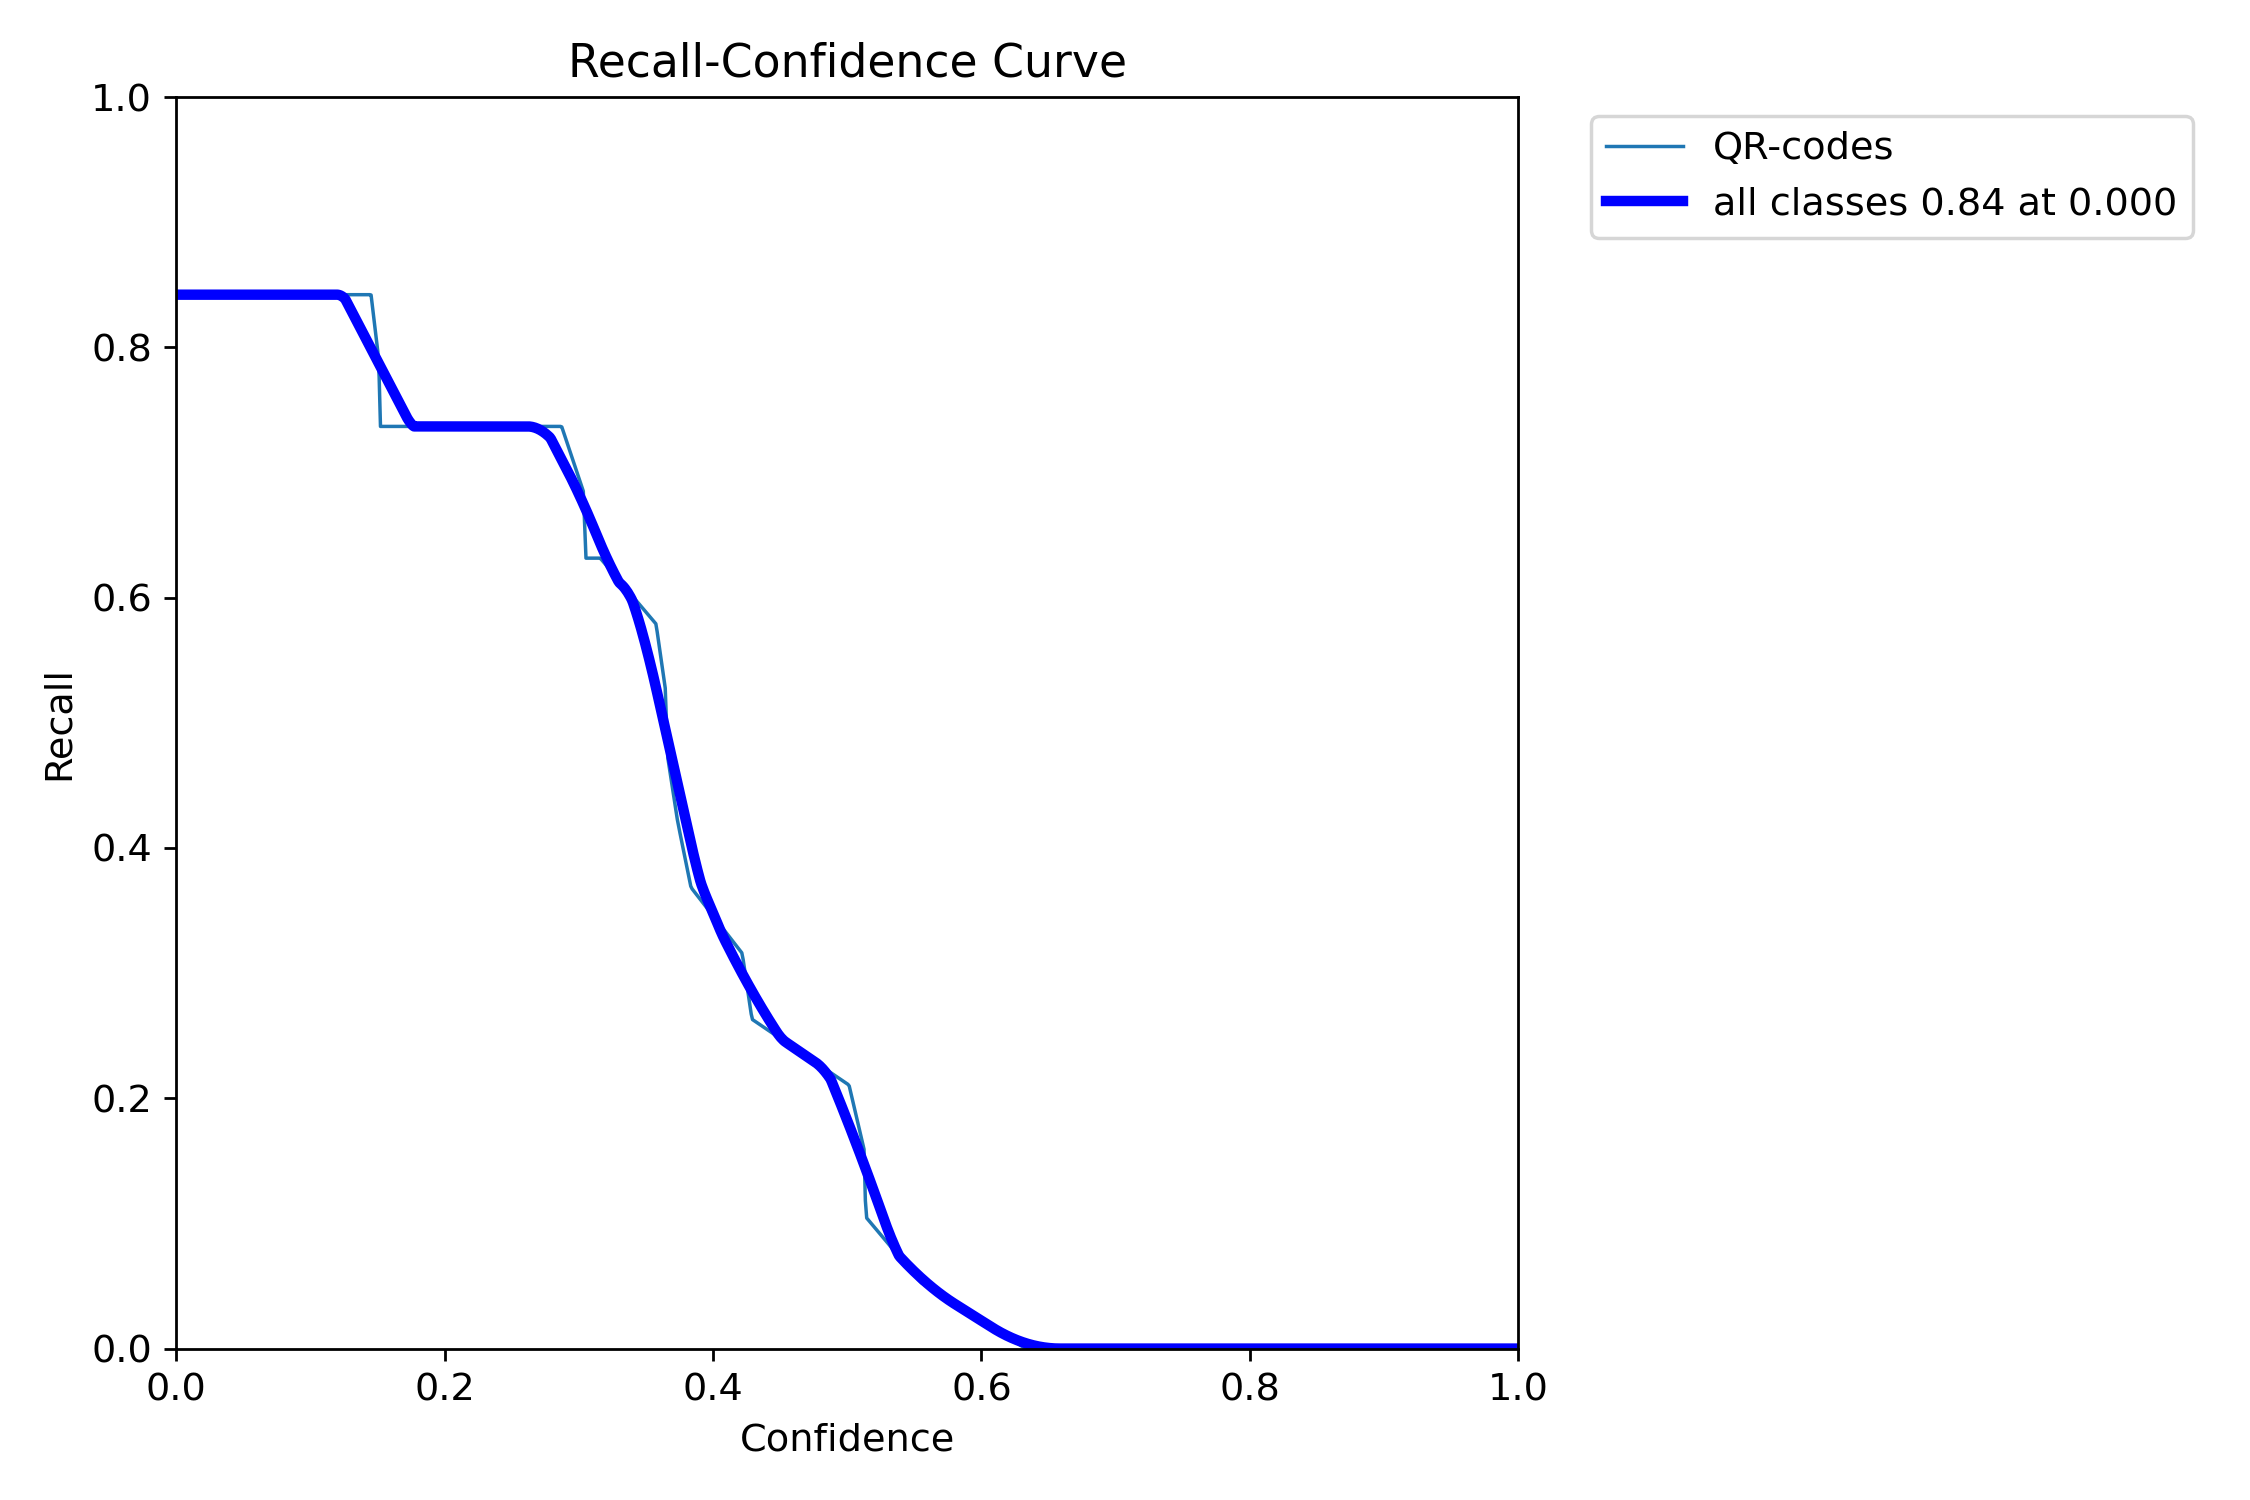 Recall-Confidence Curve
1.0
0.8
0.6
0.4
0.2
0.0
Recall
0.0 0.2 0.4 0.6 0.8 1.0
Confidence
QR-codes
all classes 0.84 at 0.000